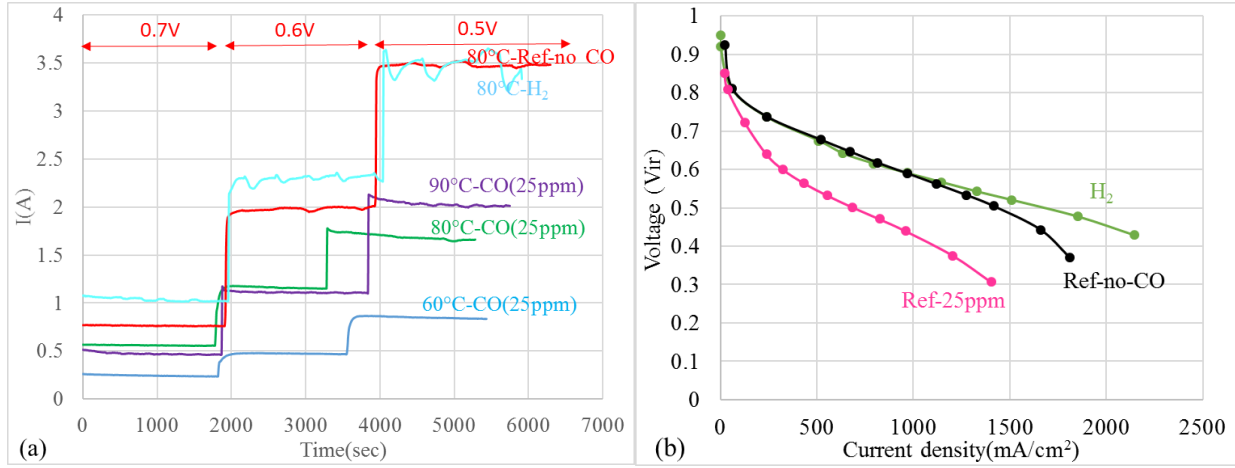 0.7V
0.6V
0.5V
80°C-Ref-no CO
80°C-H₂
90°C-CO(25ppm)
80°C-CO(25ppm)
60°C-CO(25ppm)
I(A)
4
3.5
3
2.5
2
1.5
1
0.5
0
0
1000
2000
3000
4000
5000
6000
7000
Time(sec)
(a)
Voltage (Vir)
1
0.9
0.8
0.7
0.6
0.5
0.4
0.3
0.2
0.1
0
H₂
Ref-no-CO
Ref-25ppm
0
500
1000
1500
2000
2500
Current density(mA/cm²)
(b)